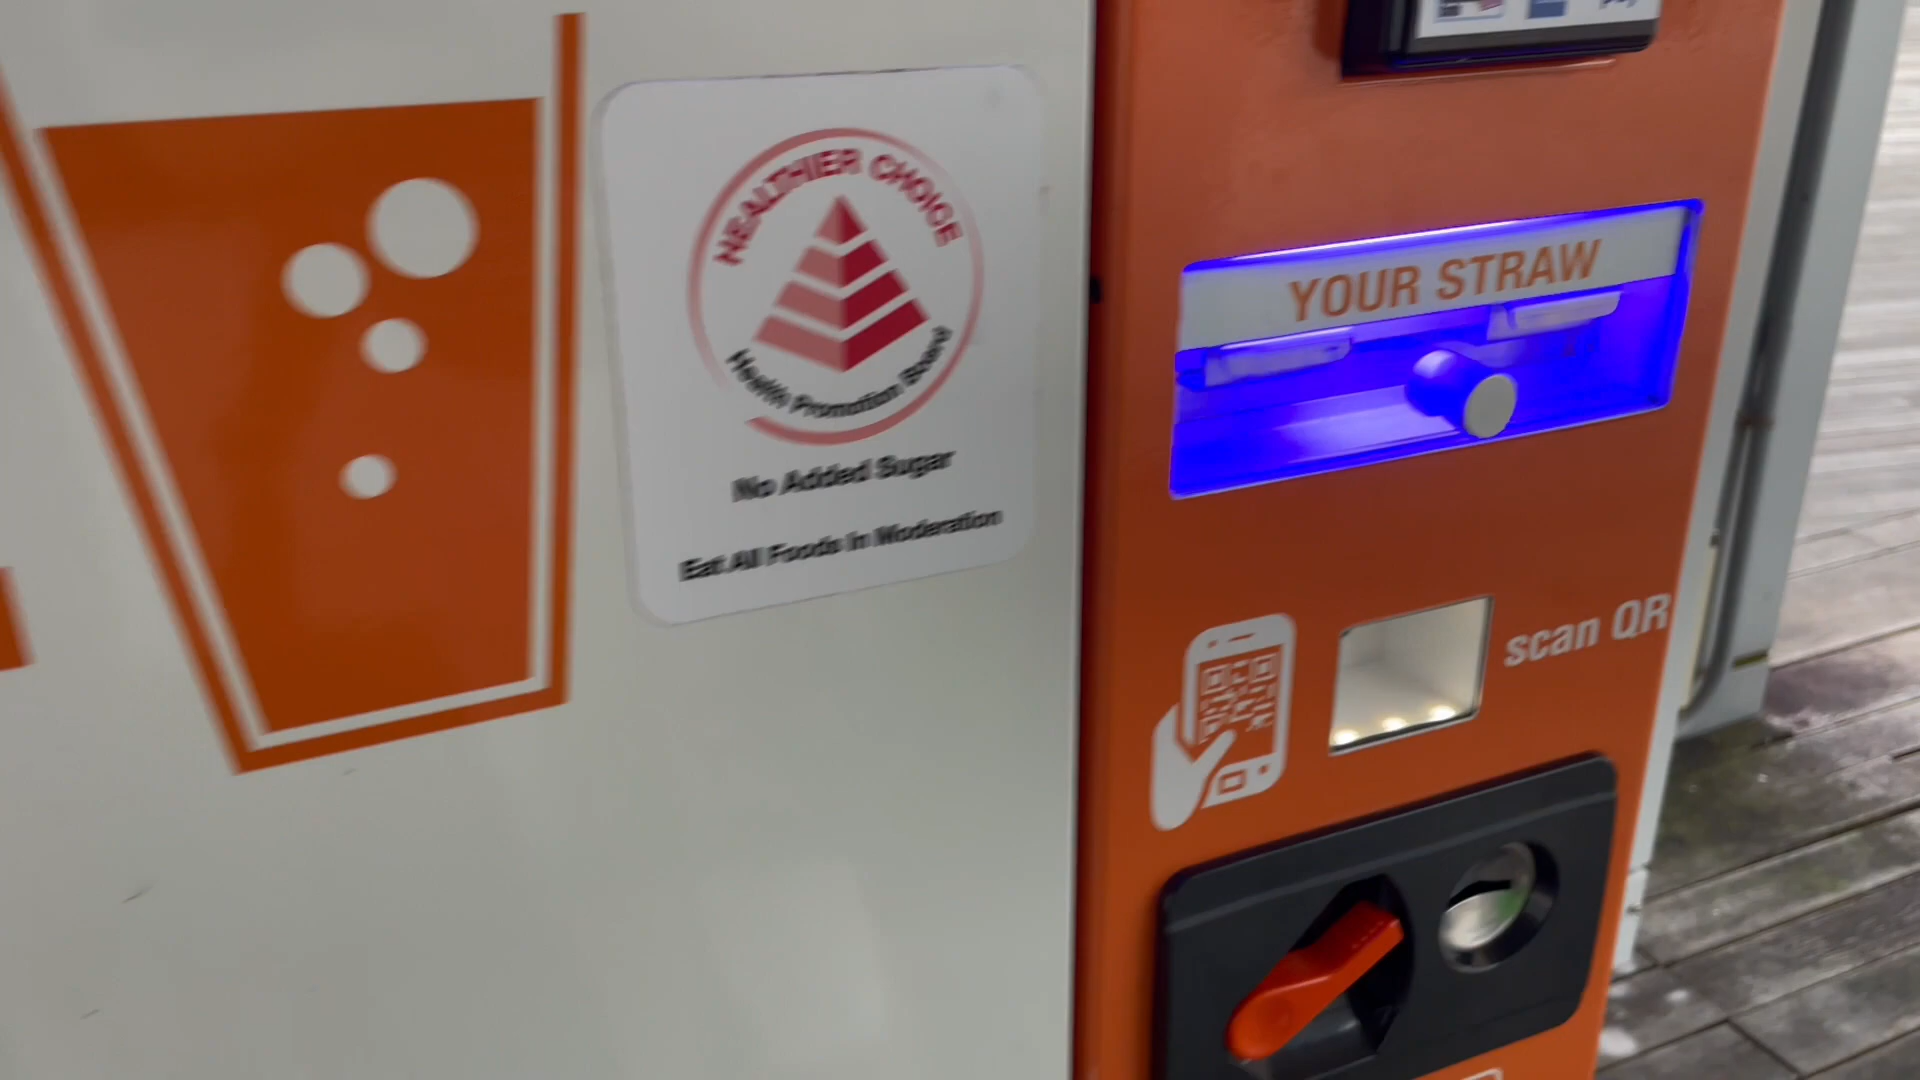 HEALTHIER CHOICE
Health Promotion Board
No Added Sugar
Eat All Foods In Moderation
YOUR STRAW
scan QR